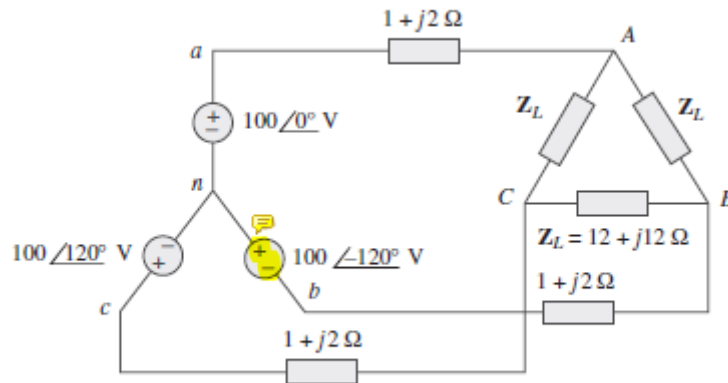 1 + j2 Ω
A
a
+
−
100 ∠0° V
Z_L
Z_L
n
C
B
100 ∠120° V
−
+
+
−
100 ∠−120° V
Z_L = 12 + j12 Ω
b
1 + j2 Ω
c
1 + j2 Ω